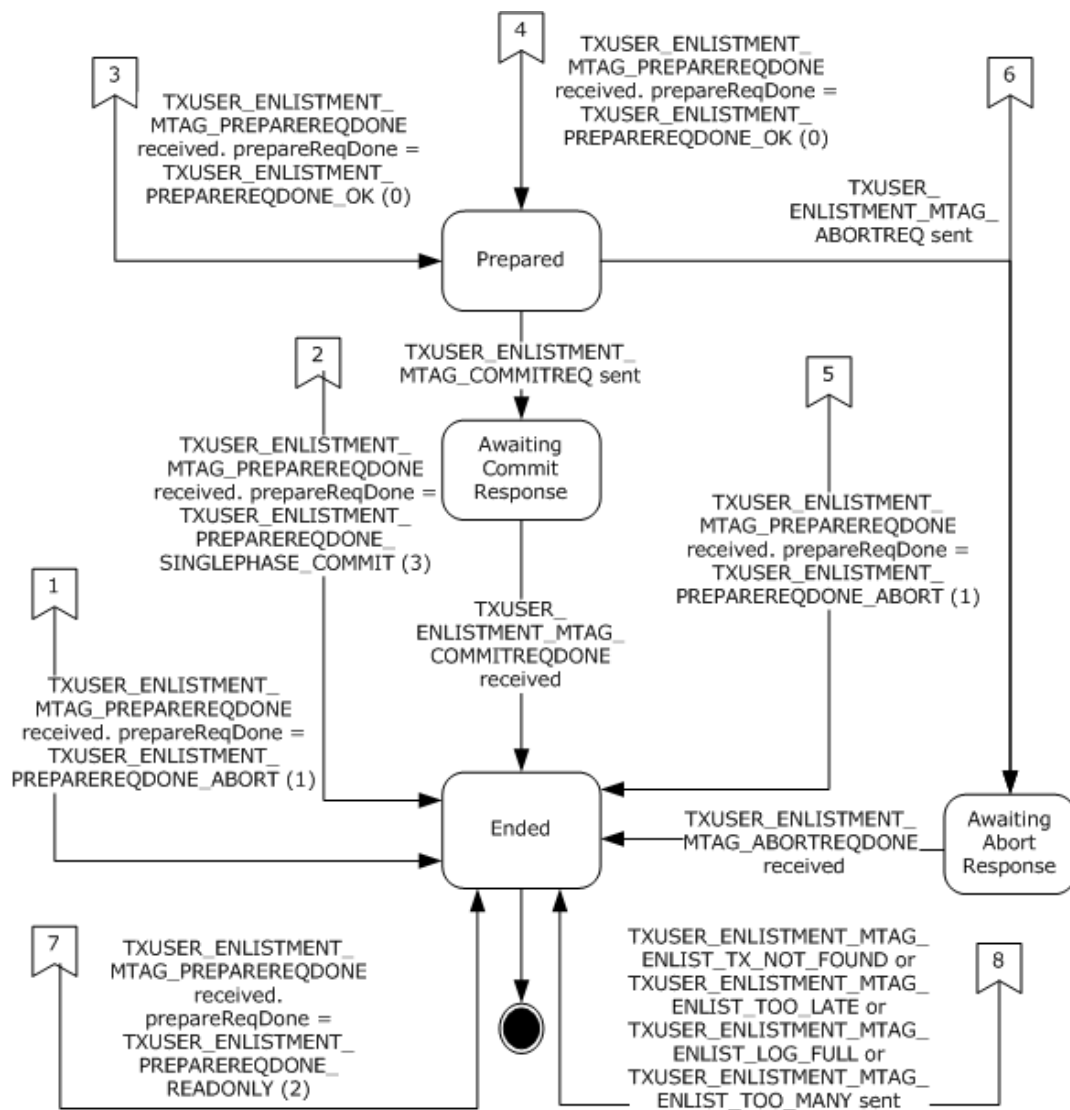 4
TXUSER_ENLISTMENT_
MTAG_PREPAREREQDONE
received. prepareReqDone =
TXUSER_ENLISTMENT_
PREPAREREQDONE_OK (0)
3
TXUSER_ENLISTMENT_
MTAG_PREPAREREQDONE
received. prepareReqDone =
TXUSER_ENLISTMENT_
PREPAREREQDONE_OK (0)
6
TXUSER_
ENLISTMENT_MTAG_
ABORTREQ sent
Prepared
2
TXUSER_ENLISTMENT_
MTAG_COMMITREQ sent
5
TXUSER_ENLISTMENT_
MTAG_PREPAREREQDONE
received. prepareReqDone =
TXUSER_ENLISTMENT_
PREPAREREQDONE_
SINGLEPHASE_COMMIT (3)
Awaiting
Commit
Response
TXUSER_ENLISTMENT_
MTAG_PREPAREREQDONE
received. prepareReqDone =
TXUSER_ENLISTMENT_
PREPAREREQDONE_ABORT (1)
1
TXUSER_
ENLISTMENT_MTAG_
COMMITREQDONE
received
TXUSER_ENLISTMENT_
MTAG_PREPAREREQDONE
received. prepareReqDone =
TXUSER_ENLISTMENT_
PREPAREREQDONE_ABORT (1)
Ended
TXUSER_ENLISTMENT_
MTAG_ABORTREQDONE
received
Awaiting
Abort
Response
7
TXUSER_ENLISTMENT_
MTAG_PREPAREREQDONE
received.
prepareReqDone =
TXUSER_ENLISTMENT_
PREPAREREQDONE_
READONLY (2)
TXUSER_ENLISTMENT_MTAG_
ENLIST_TX_NOT_FOUND or
TXUSER_ENLISTMENT_MTAG_
ENLIST_TOO_LATE or
TXUSER_ENLISTMENT_MTAG_
ENLIST_LOG_FULL or
TXUSER_ENLISTMENT_MTAG_
ENLIST_TOO_MANY sent
8